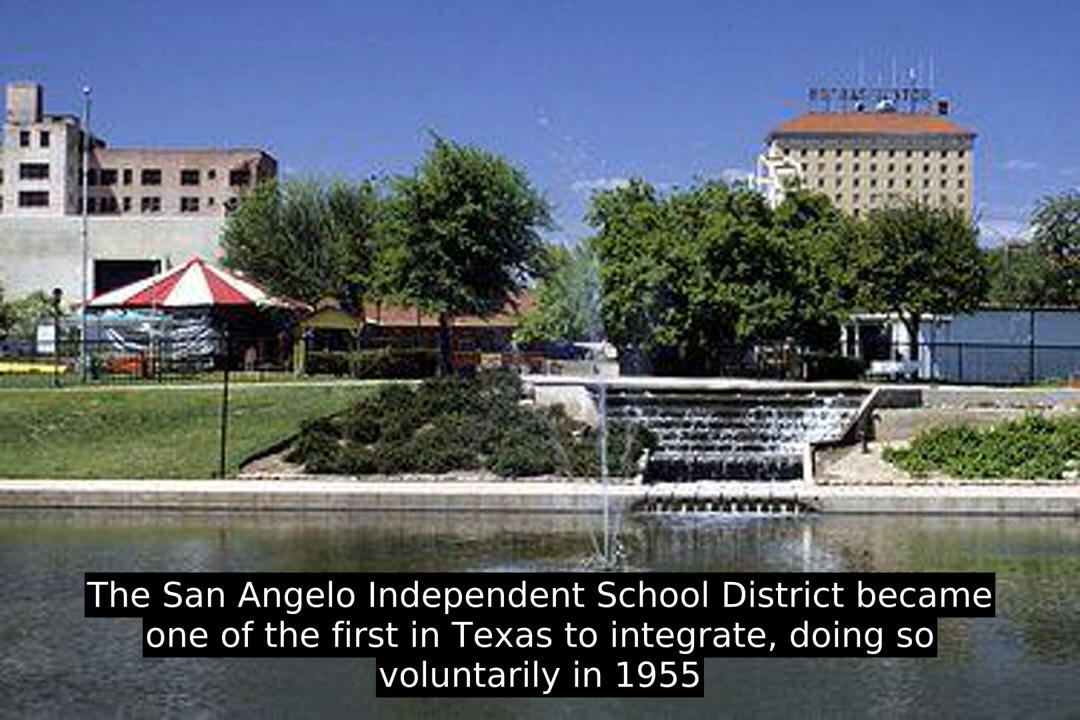 The San Angelo Independent School District became
one of the first in Texas to integrate, doing so
voluntarily in 1955